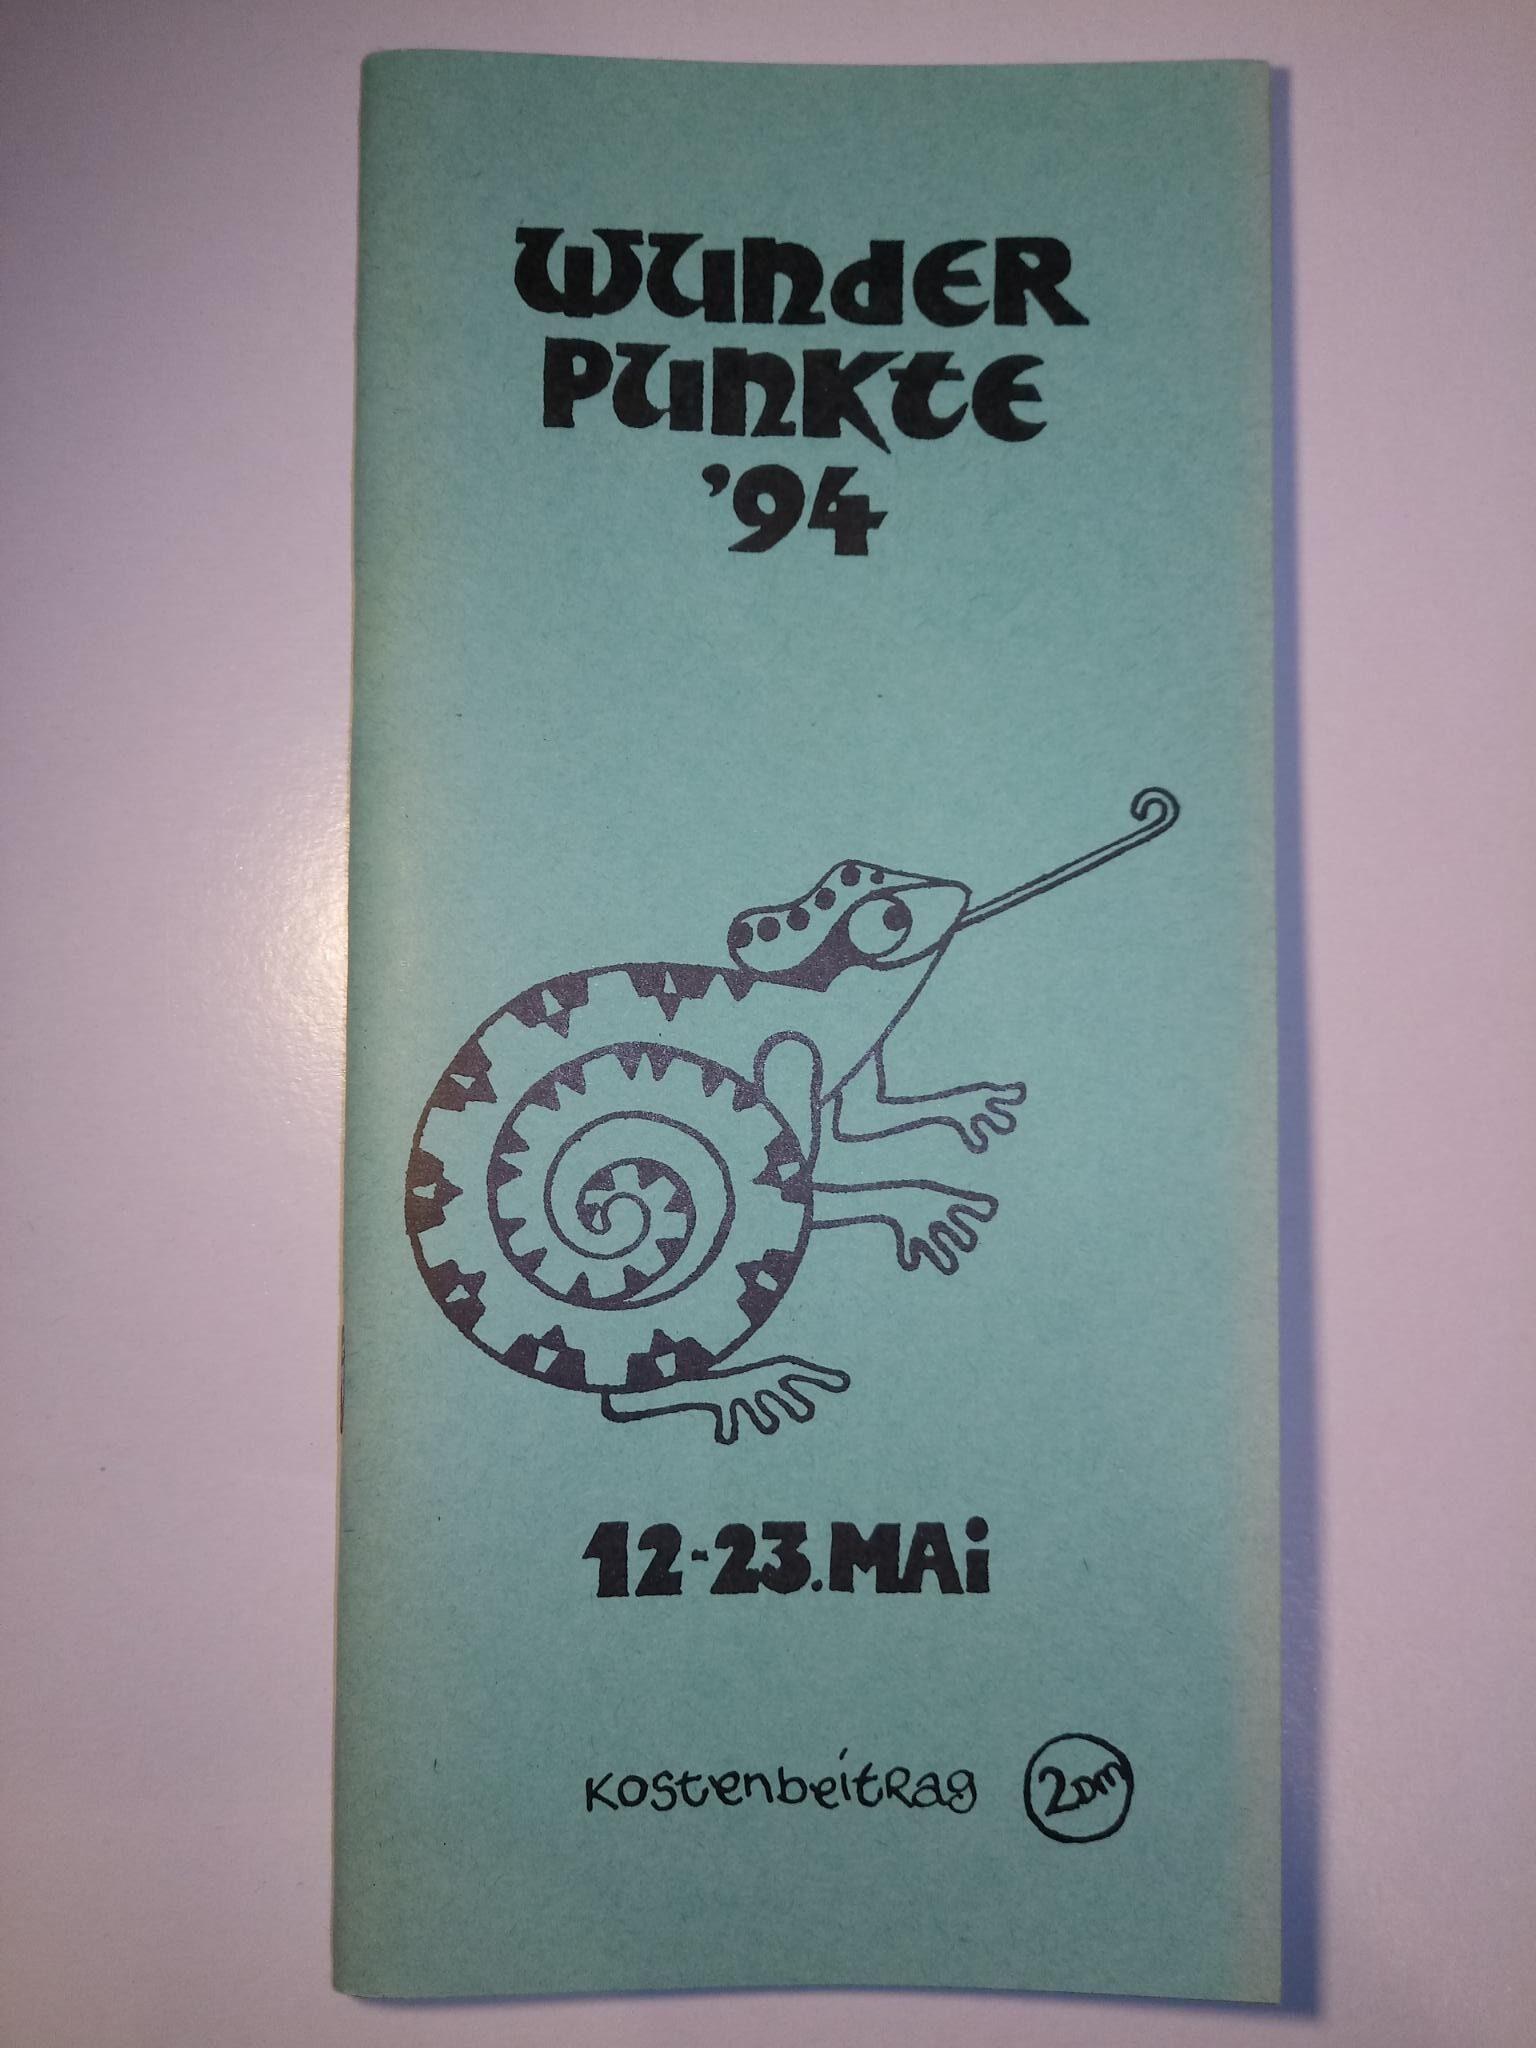 WUNDER
PUNKTE
'94
12-23.MAi
Kostenbeitrag 2DM